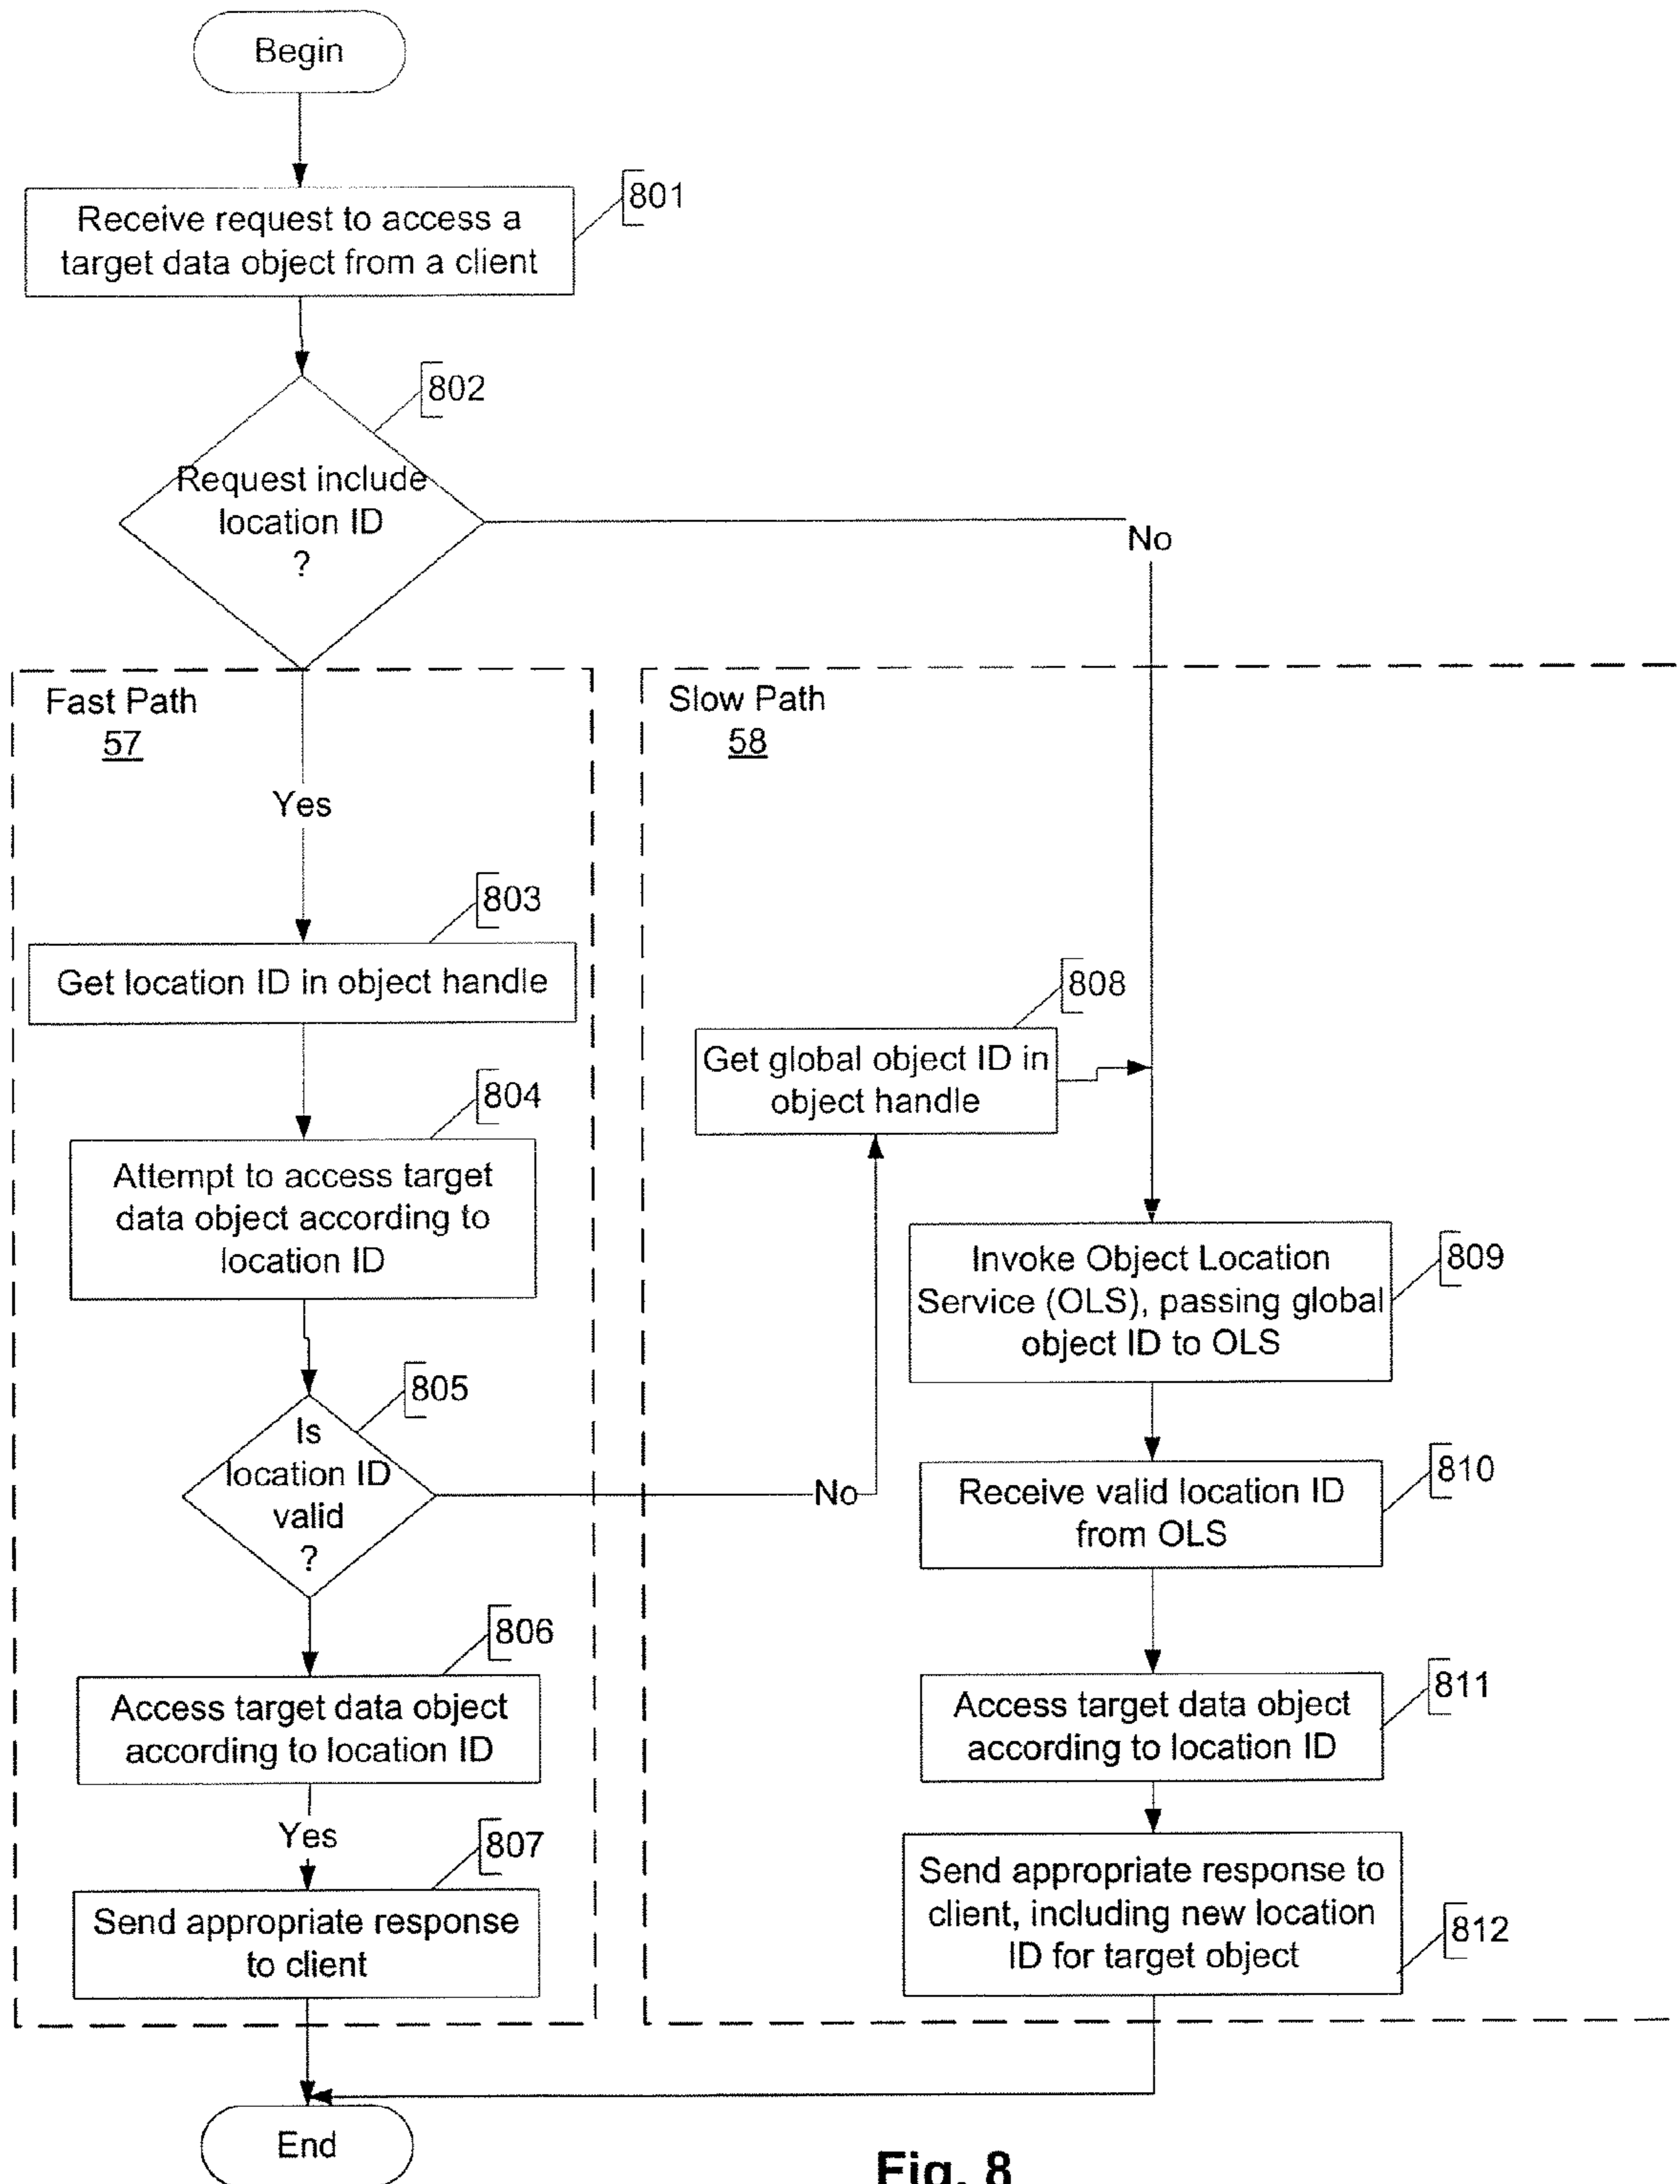 Begin
801
Receive request to access a
target data object from a client
802
Request include
location ID
?
No
Fast Path
57
Slow Path
58
Yes
803
Get location ID in object handle
808
Get global object ID in
object handle
804
Attempt to access target
data object according to
location ID
809
Invoke Object Location
Service (OLS), passing global
object ID to OLS
805
Is
location ID
valid
?
No
810
Receive valid location ID
from OLS
806
Access target data object
according to location ID
811
Access target data object
according to location ID
Yes
807
Send appropriate response
to client
812
Send appropriate response to
client, including new location
ID for target object
End
Fig. 8